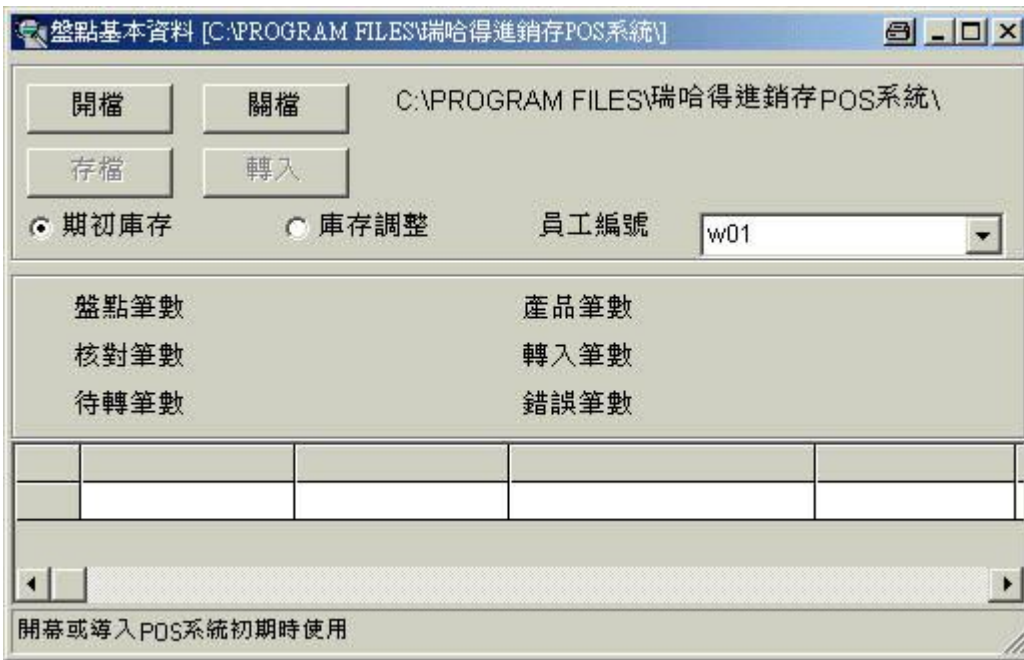 盤點基本資料 [C:\PROGRAM FILES\瑞哈得進銷存POS系統\]
開檔 關檔 C:\PROGRAM FILES\瑞哈得進銷存POS系統\
存檔 轉入
期初庫存 庫存調整 員工編號 w01
盤點筆數 產品筆數
核對筆數 轉入筆數
待轉筆數 錯誤筆數
開幕或導入POS系統初期時使用